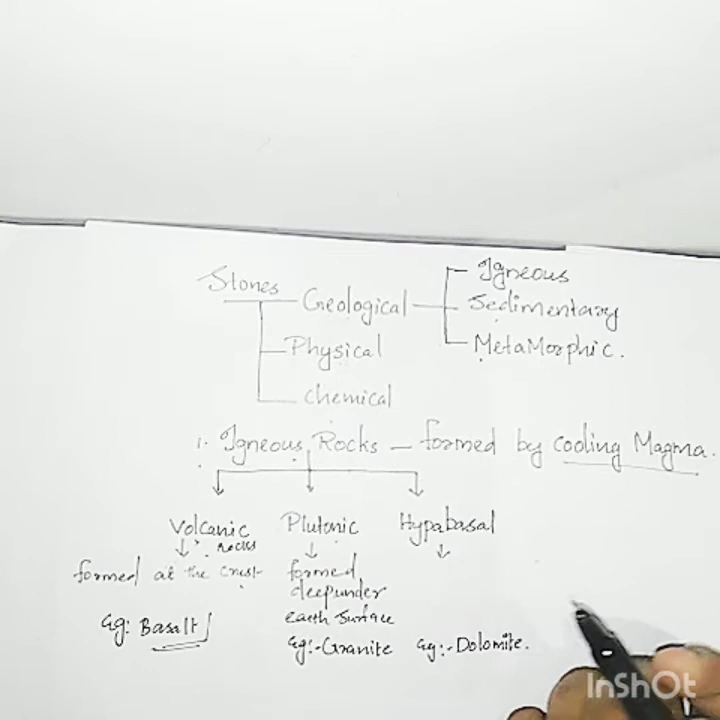 Stones
Geological
Igneous
Sedimentary
MetaMorphic.
Physical
chemical
1. Igneous Rocks – formed by cooling Magma.
Volcanic rocks
formed at the crest
eg: Basalt
Plutonic
formed
deepunder
earth surface
eg:-Granite
Hypabasal
eg:-Dolomite.
InShOt